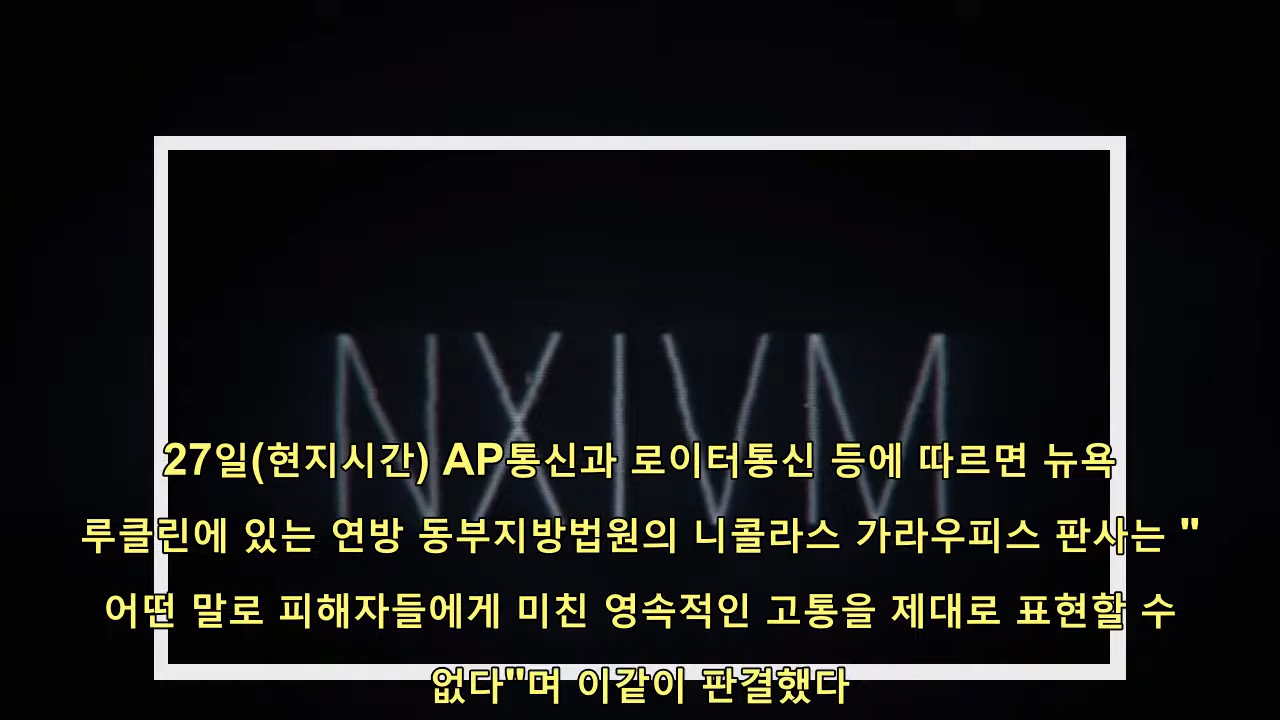 NXIVM
27일(현지시간) AP통신과 로이터통신 등에 따르면 뉴욕
루클린에 있는 연방 동부지방법원의 니콜라스 가라우피스 판사는 "
어떤 말로 피해자들에게 미친 영속적인 고통을 제대로 표현할 수
없다"며 이같이 판결했다